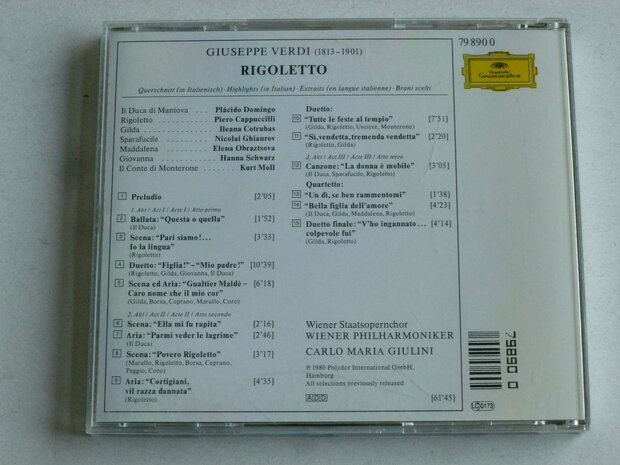 GIUSEPPE VERDI (1813–1901)
RIGOLETTO
Querschnitt (in Italienisch) · Highlights (in Italian) · Extraits (en langue italienne) · Brani scelti
79 890 0
Deutsche
Grammophon
Il Duca di Mantova . . . Plácido Domingo
Rigoletto . . . . . . . . . . Piero Cappuccilli
Gilda . . . . . . . . . . Ileana Cotrubas
Sparafucile . . . . . . Nicolai Ghiaurov
Maddalena . . . . . . Elena Obraztsova
Giovanna . . . . . . . . . Hanna Schwarz
Il Conte di Monterone . . . . Kurt Moll
1 Preludio [2'05]
1. Akt / Act I / Acte I / Atto primo
2 Ballata: “Questa o quella” [1'52]
(Il Duca)
3 Scena: “Pari siamo!... [3'33]
Io la lingua”
(Rigoletto)
4 Duetto: “Figlia!” – “Mio padre!” [10'39]
(Rigoletto, Gilda, Giovanna, Il Duca)
5 Scena ed Aria: “Gualtier Maldè – [6'18]
Caro nome che il mio cor”
(Gilda, Borsa, Ceprano, Marullo, Coro)
2. Akt / Act II / Acte II / Atto secondo
6 Scena: “Ella mi fu rapita” [2'16]
7 Aria: “Parmi veder le lagrime” [2'46]
(Il Duca)
8 Scena: “Povero Rigoletto” [3'17]
(Marullo, Rigoletto, Borsa, Ceprano,
Paggio, Coro)
9 Aria: “Cortigiani, [4'35]
vil razza dannata”
(Rigoletto)
Duetto:
10 “Tutte le feste al tempio” [7'51]
(Gilda, Rigoletto, Usciere, Monterone)
11 “Sì, vendetta, tremenda vendetta” [2'20]
(Rigoletto, Gilda)
3. Akt / Act III / Acte III / Atto terzo
12 Canzone: “La donna è mobile” [3'05]
(Il Duca, Sparafucile, Rigoletto)
Quartetto:
13 “Un dì, se ben rammentomi” [1'38]
14 “Bella figlia dell'amore” [4'23]
(Il Duca, Gilda, Maddalena, Rigoletto)
15 Duetto finale: “V'ho ingannato... [4'14]
colpevole fui”
(Gilda, Rigoletto)
Wiener Staatsopernchor
WIENER PHILHARMONIKER
CARLO MARIA GIULINI
℗ 1980 Polydor International GmbH,
Hamburg
All selections previously released
ADD
[61'45]
LC 0173
79890 0